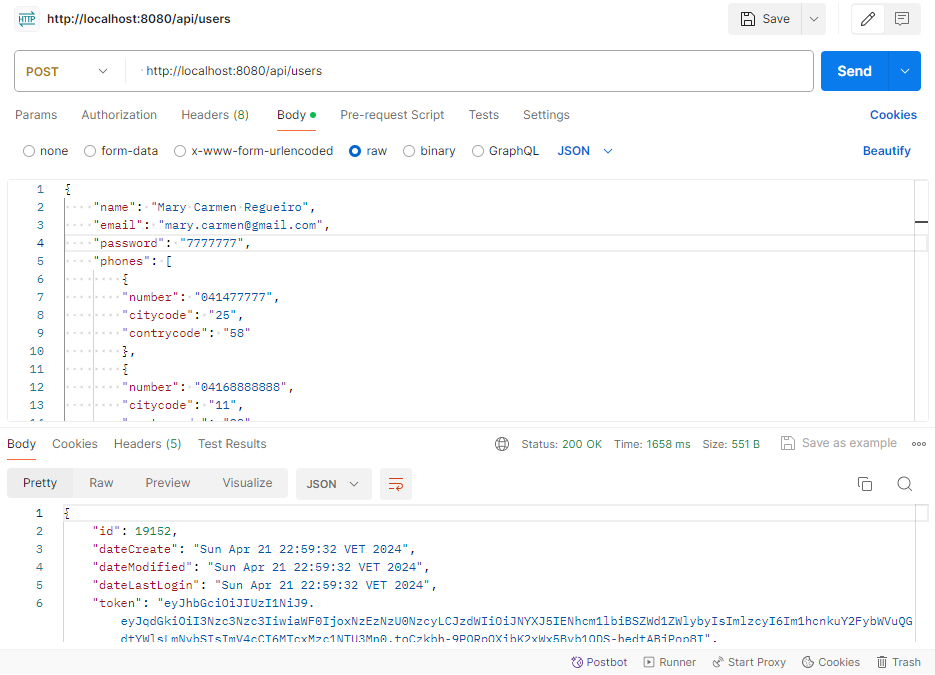 HTTP http://localhost:8080/api/users Save
POST http://localhost:8080/api/users Send
Params Authorization Headers (8) Body Pre-request Script Tests Settings Cookies
none form-data x-www-form-urlencoded raw binary GraphQL JSON Beautify
1 {
2 "name": "Mary Carmen Regueiro",
3 "email": "mary.carmen@gmail.com",
4 "password": "7777777",
5 "phones": [
6 {
7 "number": "041477777",
8 "citycode": "25",
9 "contrycode": "58"
10 },
11 {
12 "number": "04168888888",
13 "citycode": "11",
Body Cookies Headers (5) Test Results Status: 200 OK Time: 1658 ms Size: 551 B Save as example
Pretty Raw Preview Visualize JSON
1 {
2 "id": 19152,
3 "dateCreate": "Sun Apr 21 22:59:32 VET 2024",
4 "dateModified": "Sun Apr 21 22:59:32 VET 2024",
5 "dateLastLogin": "Sun Apr 21 22:59:32 VET 2024",
6 "token": "eyJhbGciOiJIUzI1NiJ9.
Postbot Runner Start Proxy Cookies Trash